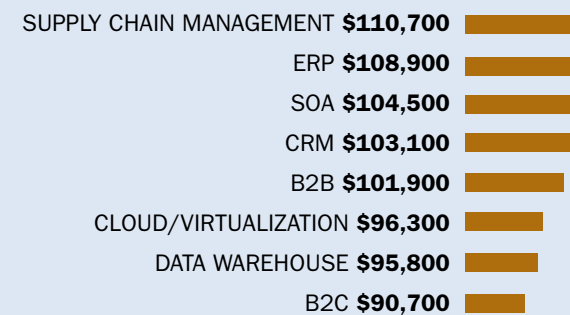 SUPPLY CHAIN MANAGEMENT $110,700
ERP $108,900
SOA $104,500
CRM $103,100
B2B $101,900
CLOUD/VIRTUALIZATION $96,300
DATA WAREHOUSE $95,800
B2C $90,700